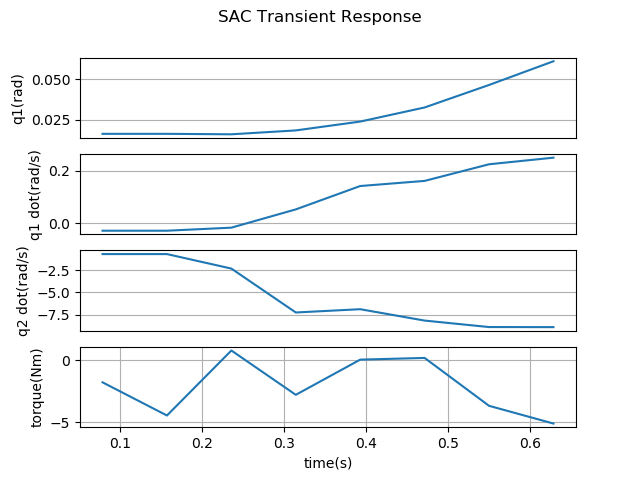 SAC Transient Response
q1(rad)
0.050
0.025
q1 dot(rad/s)
0.2
0.0
q2 dot(rad/s)
−2.5
−5.0
−7.5
torque(Nm)
0
−5
0.1 0.2 0.3 0.4 0.5 0.6
time(s)